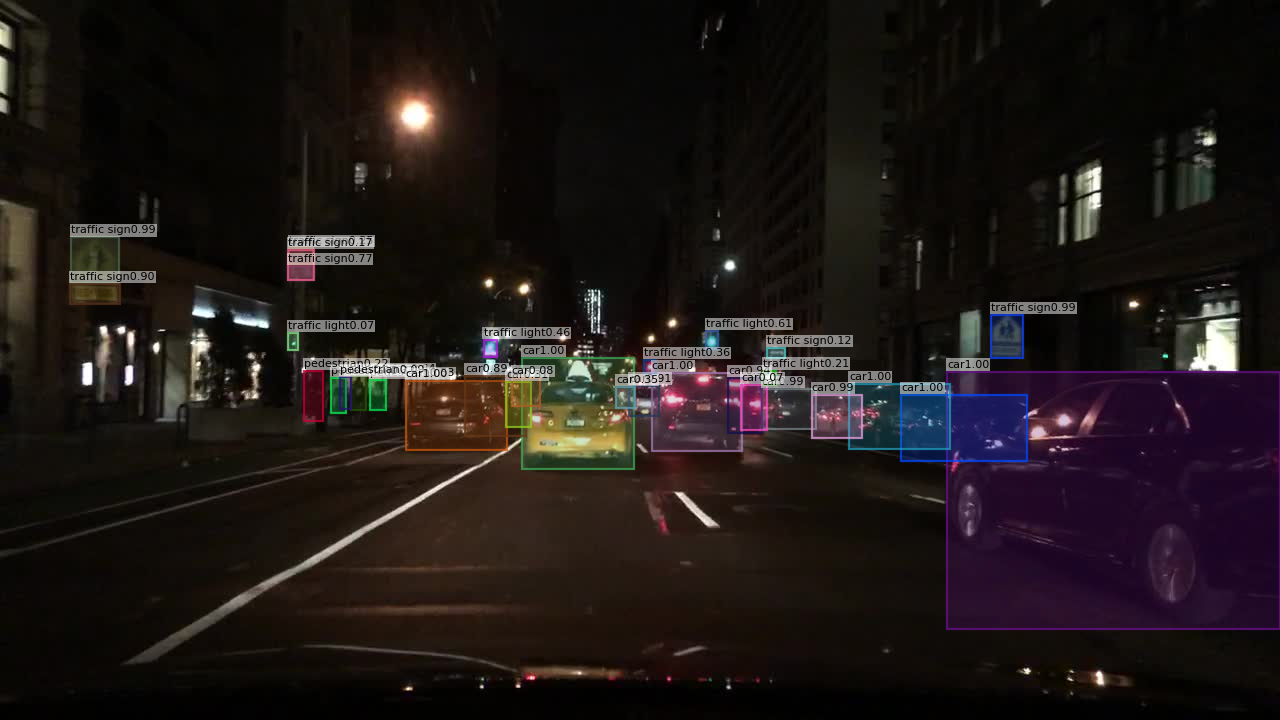 traffic sign0.99
traffic sign0.17
traffic sign0.77
traffic sign0.90
traffic sign0.99
traffic light0.07
traffic light0.46
traffic light0.61
traffic sign0.12
car1.00
traffic light0.36
pedestrian0.22
car1.00
traffic light0.21
car1.00
car1.00
car0.89
car0.08
car1.00
car0.35
car0.99
car1.00